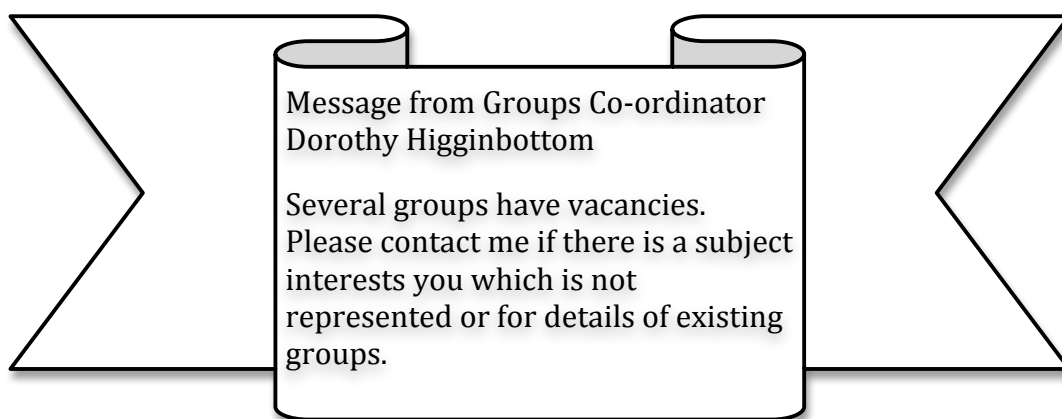 Message from Groups Co-ordinator
Dorothy Higginbottom
Several groups have vacancies.
Please contact me if there is a subject
interests you which is not
represented or for details of existing
groups.